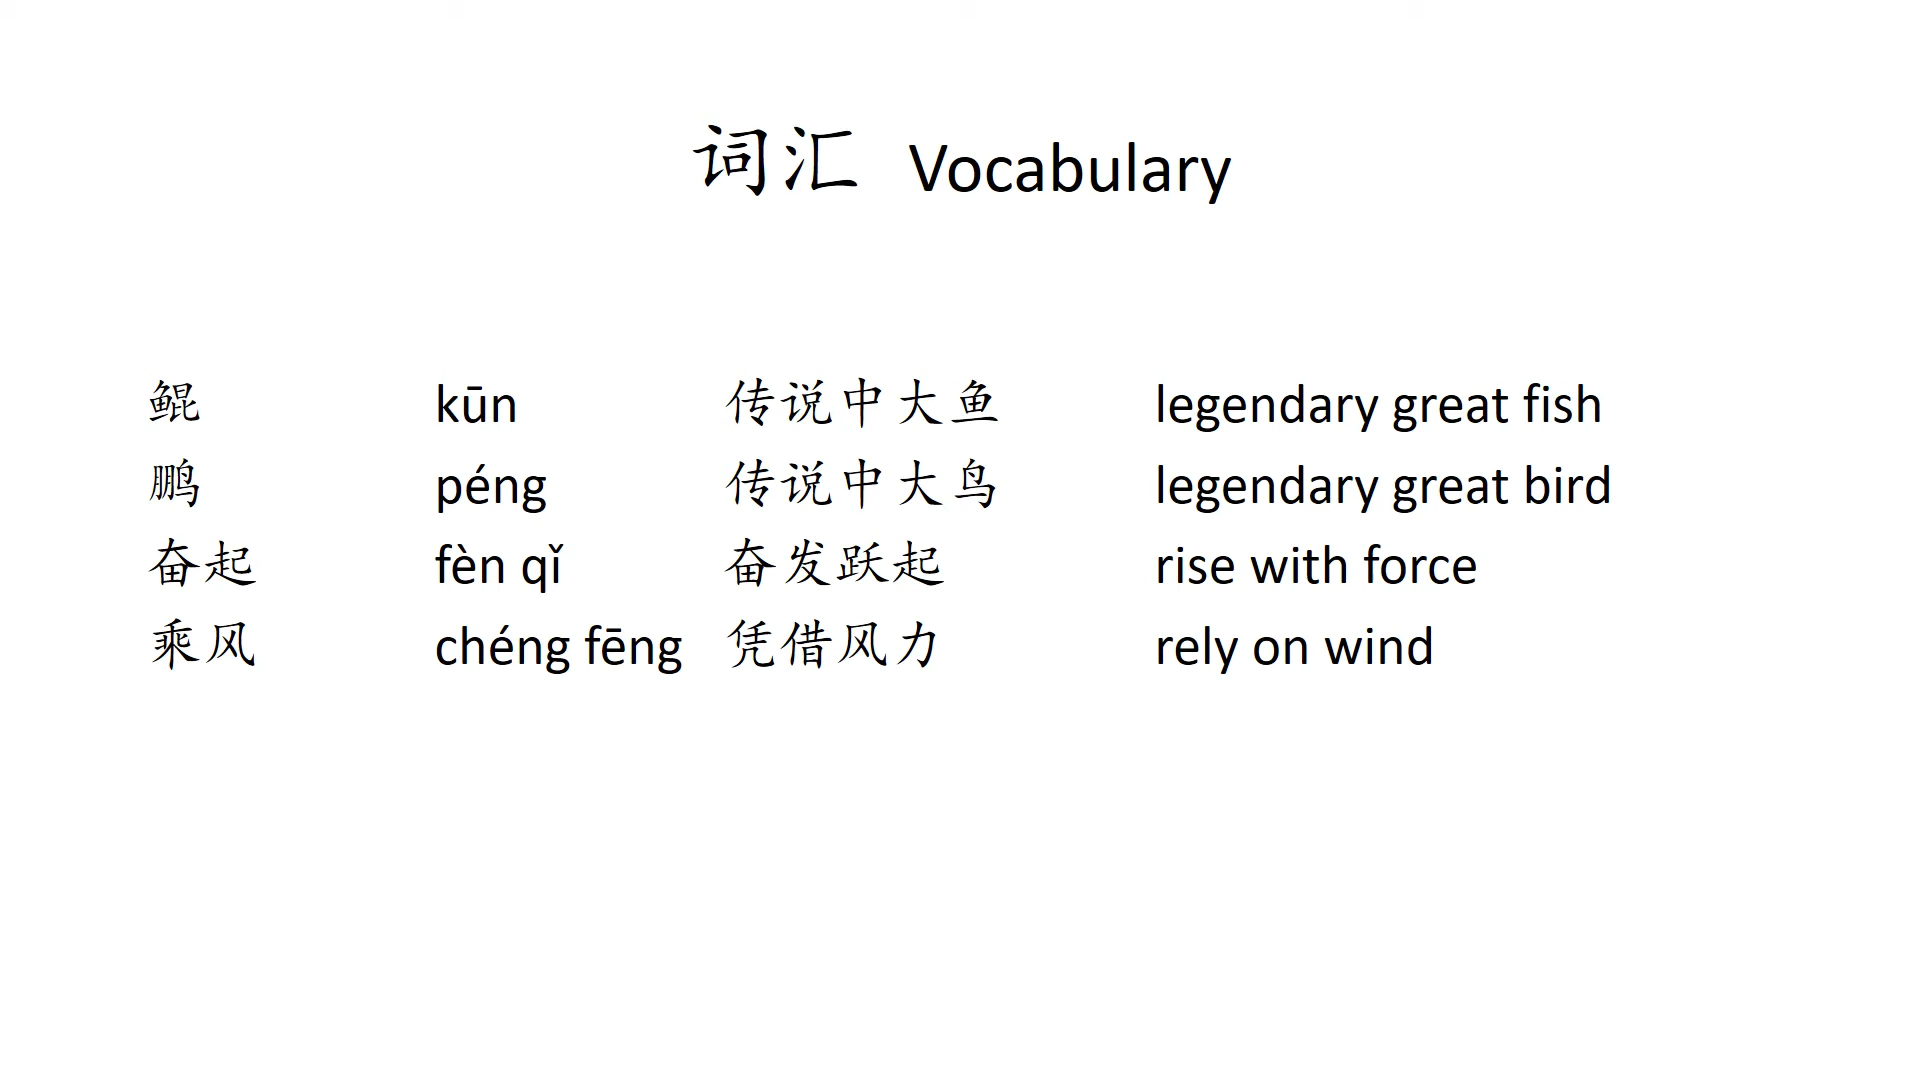 词汇 Vocabulary
鲲 kūn 传说中大鱼 legendary great fish
鹏 péng 传说中大鸟 legendary great bird
奋起 fèn qǐ 奋发跃起 rise with force
乘风 chéng fēng 凭借风力 rely on wind